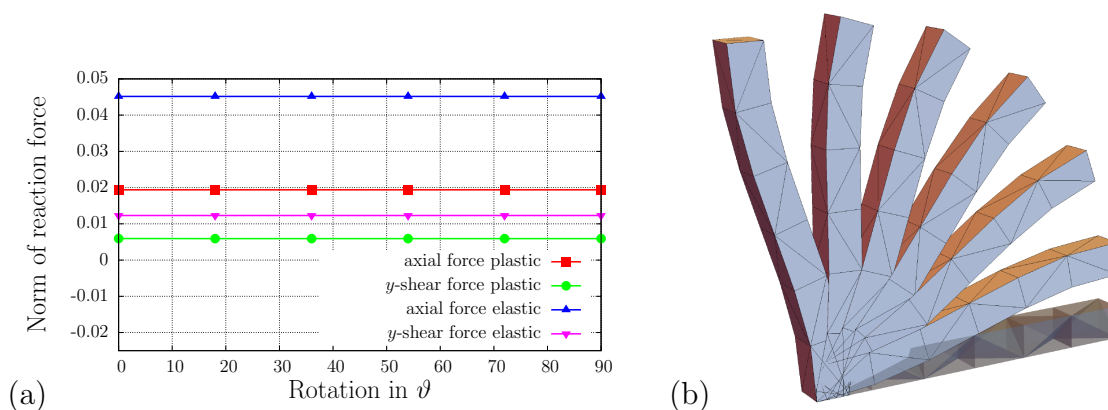 0.05
0.04
0.03
0.02
0.01
0
-0.01
-0.02
Norm of reaction force
axial force plastic
y-shear force plastic
axial force elastic
y-shear force elastic
0 10 20 30 40 50 60 70 80 90
Rotation in ϑ
(a)
(b)